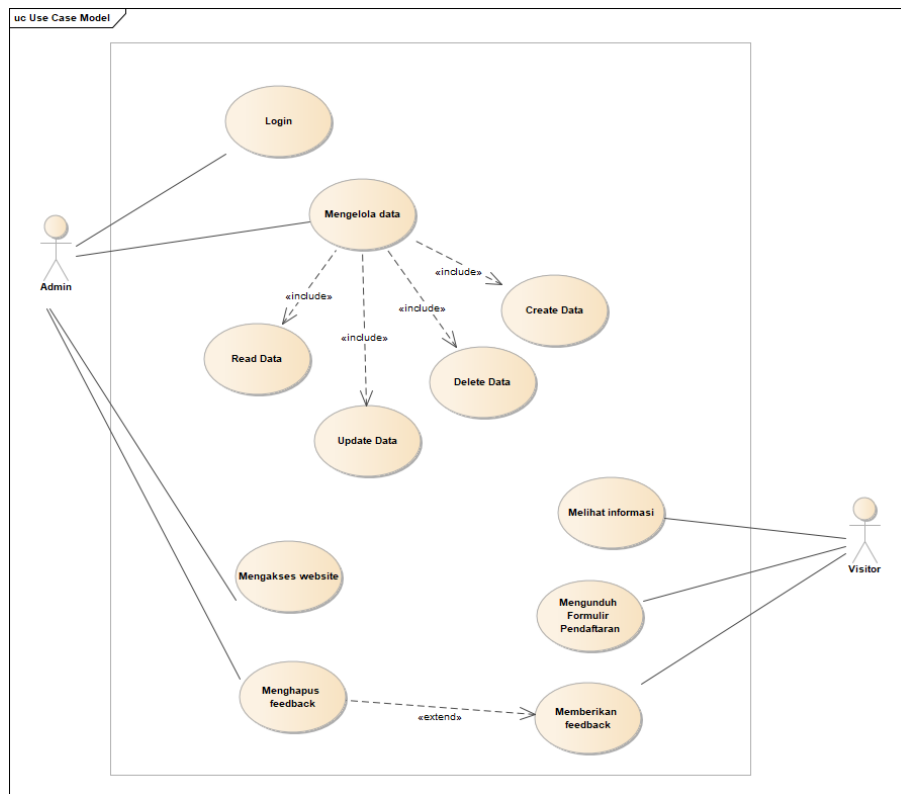 uc Use Case Model
Login
Mengelola data
Admin
«include»
«include»
«include»
«include»
Create Data
Read Data
Delete Data
Update Data
Melihat informasi
Visitor
Mengakses website
Mengunduh
Formulir
Pendaftaran
Menghapus
feedback
«extend»
Memberikan
feedback